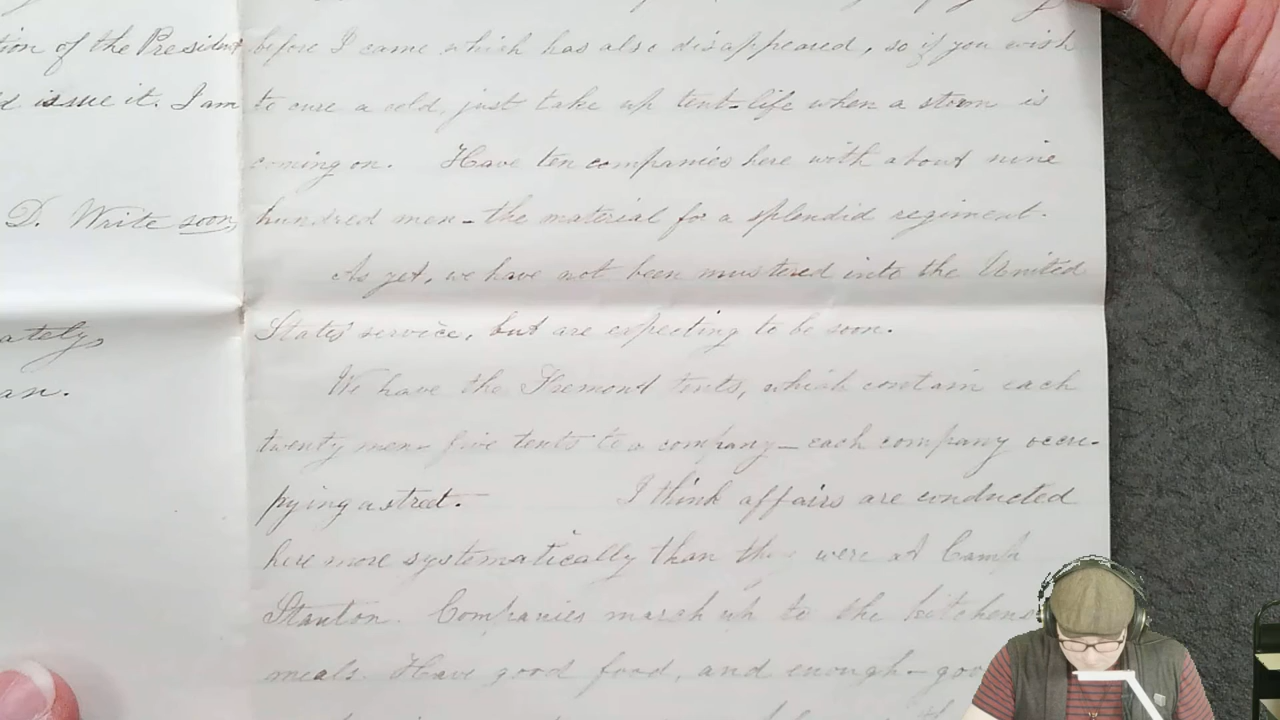 tion of the President
d issue it. I am
D. Write soon,
ately
an.
before I came which has also disappeared, so if you wish
to cure a cold, just take up tent-life when a storm is
coming on. Have ten companies here with about nine
hundred men - the material for a splendid regiment.
As yet, we have not been mustered into the United
States' service, but are expecting to be soon.
We have the Fremont tents, which contain each
twenty men - five tents to a company - each company occu-
pying a street. I think affairs are conducted
here more systematically than they were at Camp
Stanton. Companies march up to the kitchens
meals. Have good food, and enough - goo